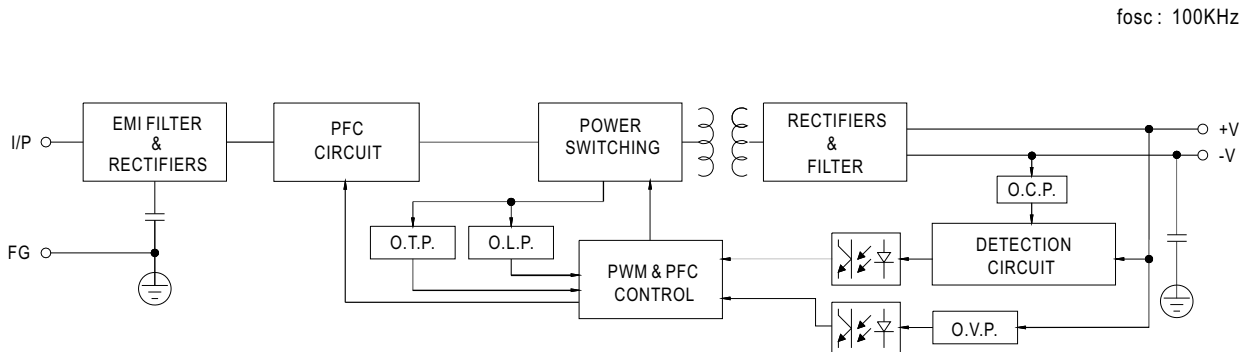 fosc : 100KHz
I/P
EMI FILTER
&
RECTIFIERS
PFC
CIRCUIT
POWER
SWITCHING
RECTIFIERS
&
FILTER
+V
-V
O.C.P.
FG
O.T.P.
O.L.P.
PWM & PFC
CONTROL
DETECTION
CIRCUIT
O.V.P.